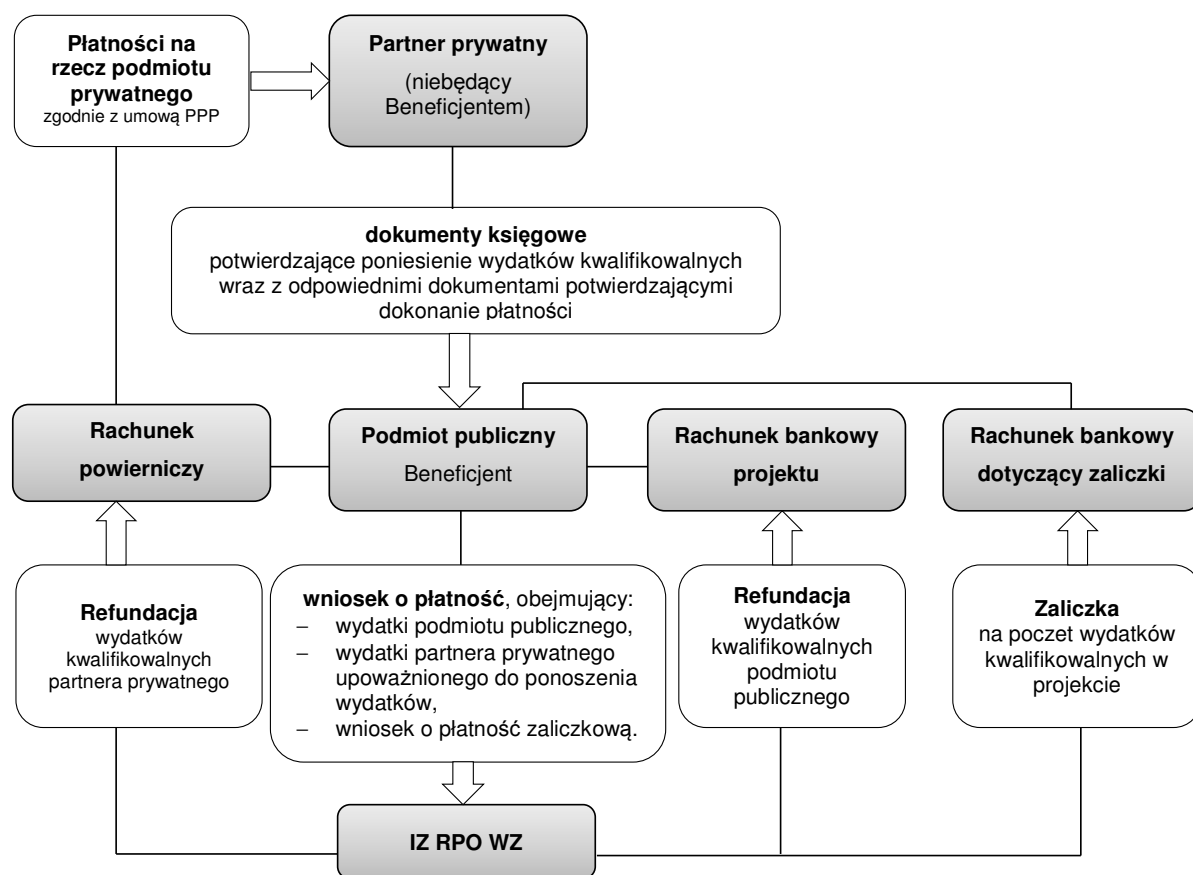 Płatności na
rzecz podmiotu
prywatnego
zgodnie z umową PPP
Partner prywatny
(niebędący
Beneficjentem)
dokumenty księgowe
potwierdzające poniesienie wydatków kwalifikowalnych
wraz z odpowiednimi dokumentami potwierdzającymi
dokonanie płatności
Rachunek
powierniczy
Podmiot publiczny
Beneficjent
Rachunek bankowy
projektu
Rachunek bankowy
dotyczący zaliczki
Refundacja
wydatków
kwalifikowalnych
partnera prywatnego
wniosek o płatność, obejmujący:
– wydatki podmiotu publicznego,
– wydatki partnera prywatnego
upoważnionego do ponoszenia
wydatków,
– wniosek o płatność zaliczkową.
Refundacja
wydatków
kwalifikowalnych
podmiotu
publicznego
Zaliczka
na poczet wydatków
kwalifikowalnych w
projekcie
IZ RPO WZ